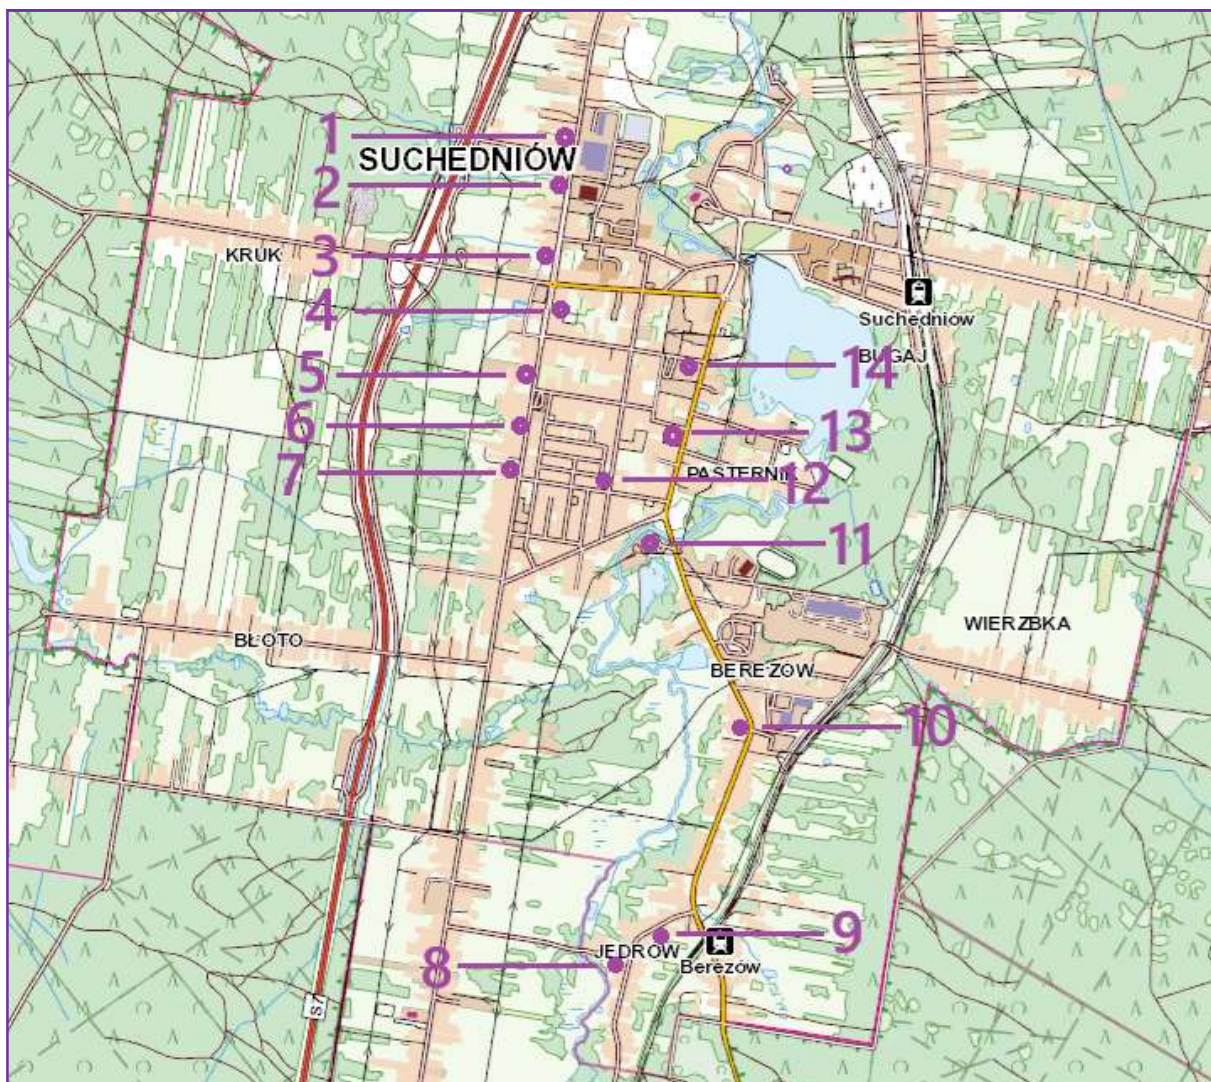 1
SUCHEDNIÓW
2
KRUK
3
4
Suchedniów
BUGAJ
5
14
6
13
7
PASTERNIK
12
11
BŁOTO
WIERZBKA
BEREZÓW
10
9
JĘDRÓW
8
Berezów
S7